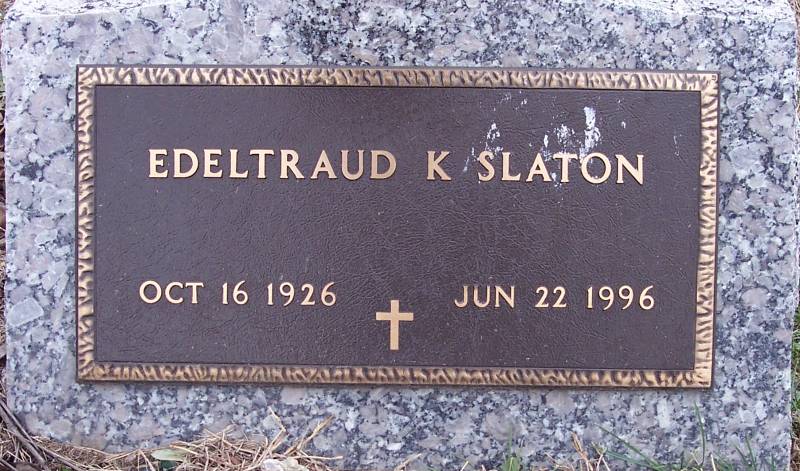 EDELTRAUD K SLATON
OCT 16 1926 JUN 22 1996